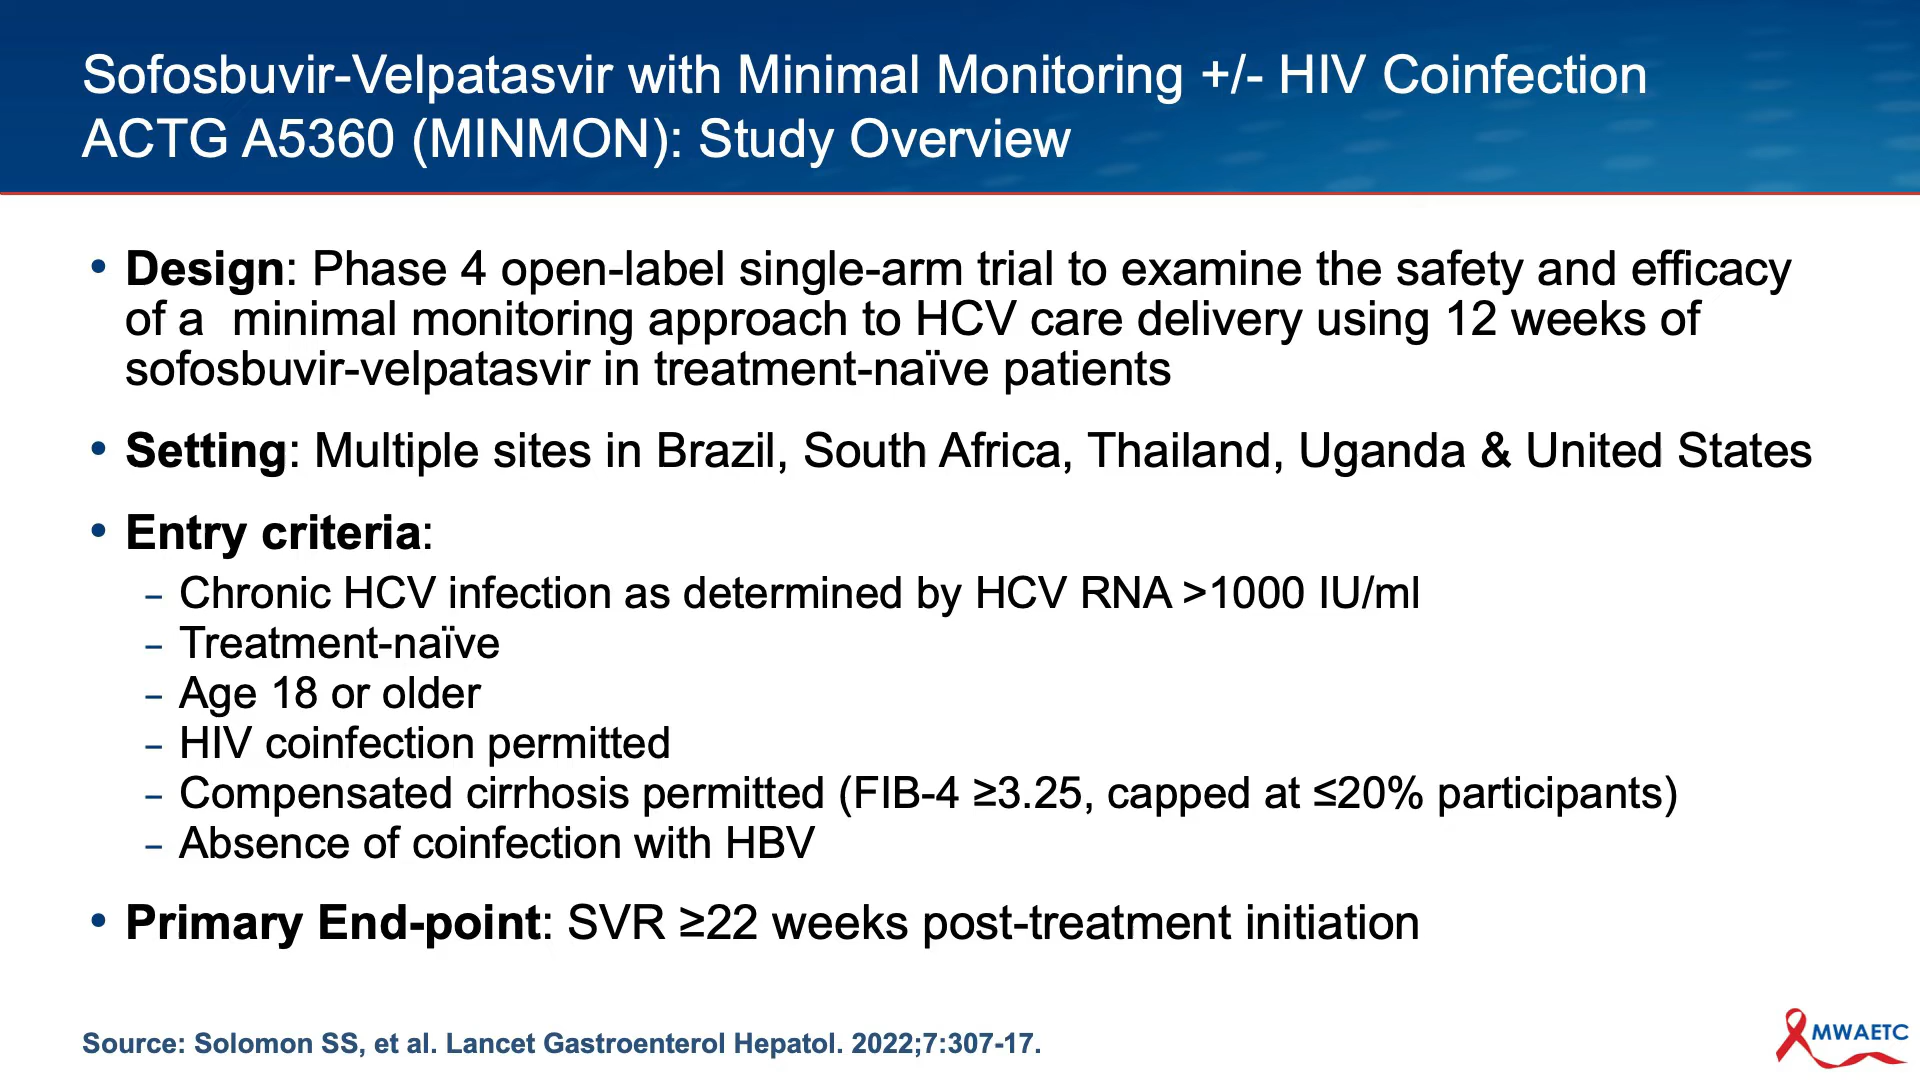 Sofosbuvir-Velpatasvir with Minimal Monitoring +/- HIV Coinfection
ACTG A5360 (MINMON): Study Overview
• Design: Phase 4 open-label single-arm trial to examine the safety and efficacy
of a  minimal monitoring approach to HCV care delivery using 12 weeks of
sofosbuvir-velpatasvir in treatment-naïve patients
• Setting: Multiple sites in Brazil, South Africa, Thailand, Uganda & United States
• Entry criteria:
– Chronic HCV infection as determined by HCV RNA >1000 IU/ml
– Treatment-naïve
– Age 18 or older
– HIV coinfection permitted
– Compensated cirrhosis permitted (FIB-4 ≥3.25, capped at ≤20% participants)
– Absence of coinfection with HBV
• Primary End-point: SVR ≥22 weeks post-treatment initiation
Source: Solomon SS, et al. Lancet Gastroenterol Hepatol. 2022;7:307-17.
MWAETC